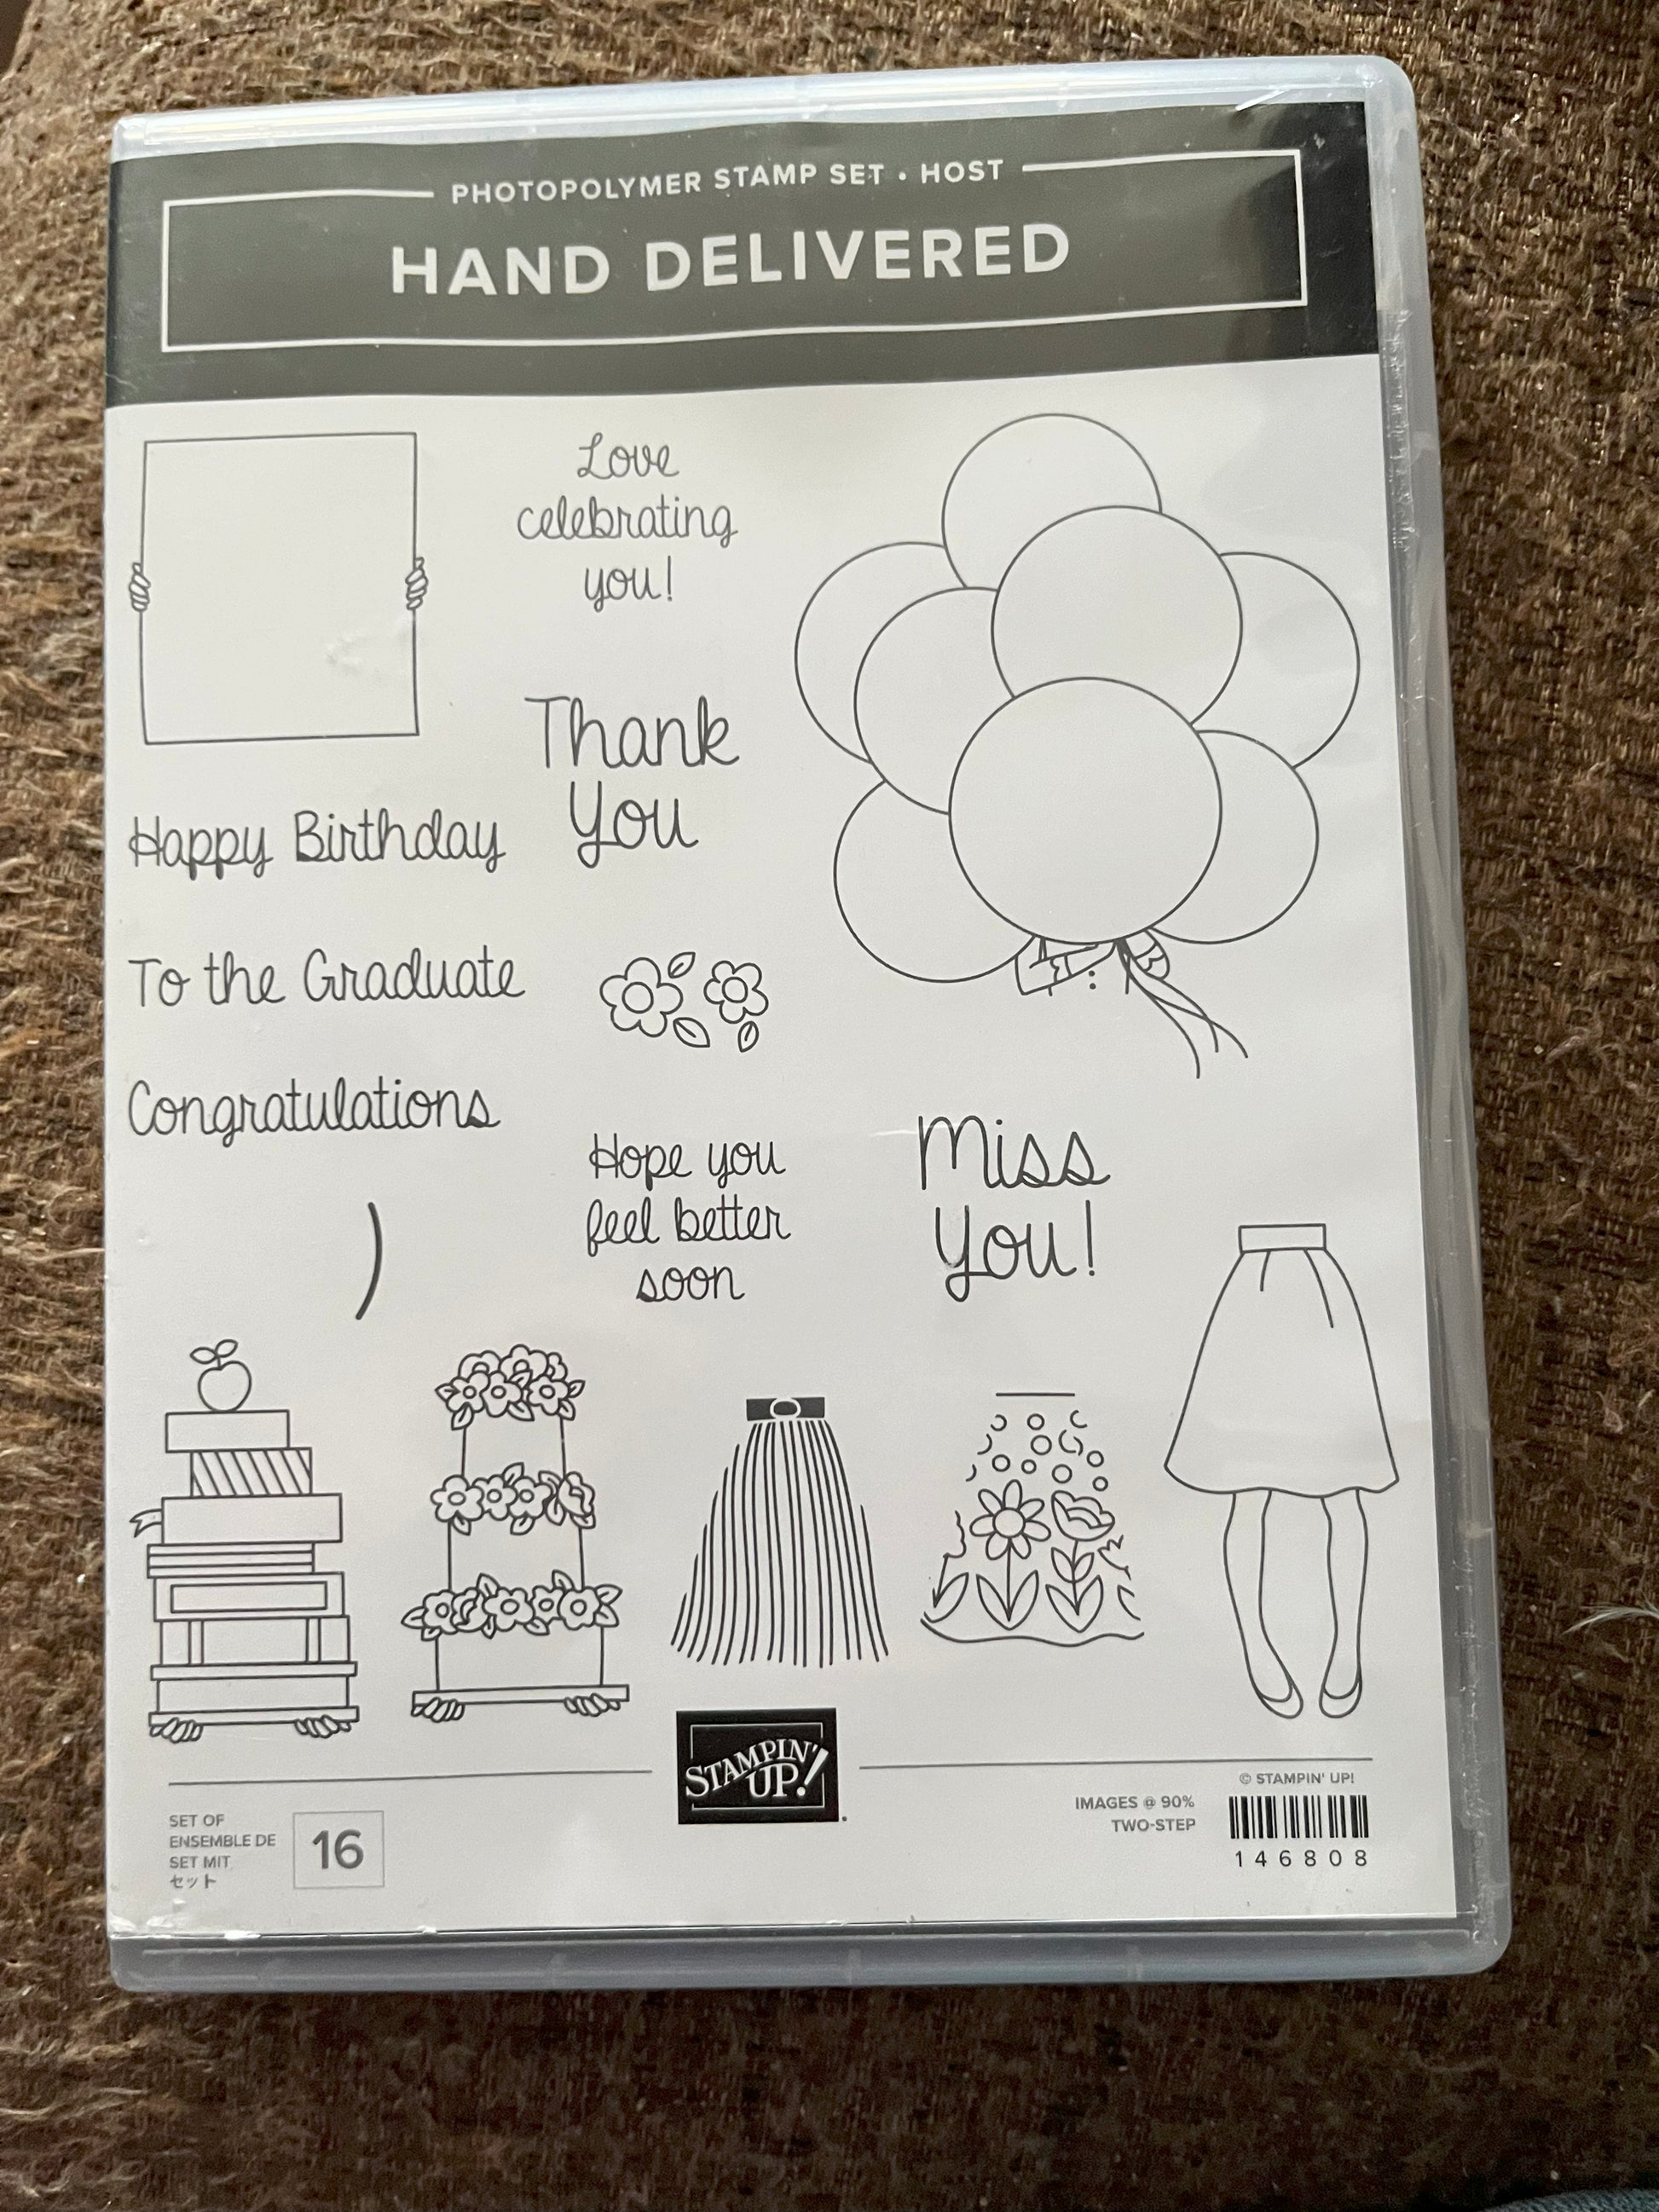 PHOTOPOLYMER STAMP SET • HOST
HAND DELIVERED
Love
celebrating
you!
Thank
You
Happy Birthday
To the Graduate
Congratulations
Hope you
feel better
soon
Miss
You!
STAMPIN'
UP!
SET OF
ENSEMBLE DE
SET MIT
セット
16
© STAMPIN' UP!
IMAGES @ 90%
TWO-STEP
146808